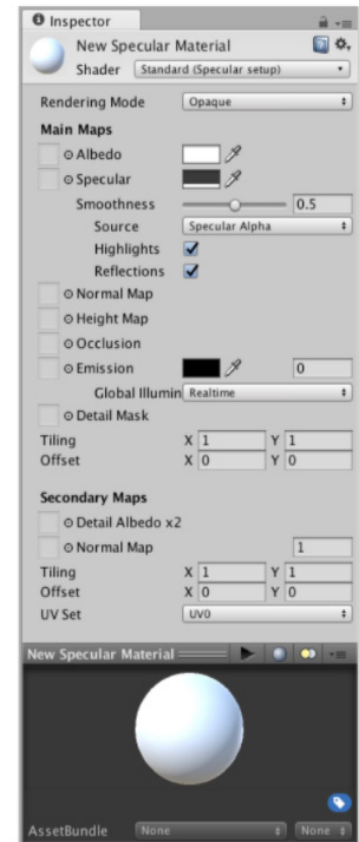 Inspector
New Specular Material
Shader Standard (Specular setup)
Rendering Mode Opaque
Main Maps
Albedo
Specular
Smoothness 0.5
Source Specular Alpha
Highlights
Reflections
Normal Map
Height Map
Occlusion
Emission 0
Global Illumin Realtime
Detail Mask
Tiling X 1 Y 1
Offset X 0 Y 0
Secondary Maps
Detail Albedo x2
Normal Map 1
Tiling X 1 Y 1
Offset X 0 Y 0
UV Set UV0
New Specular Material
AssetBundle None None